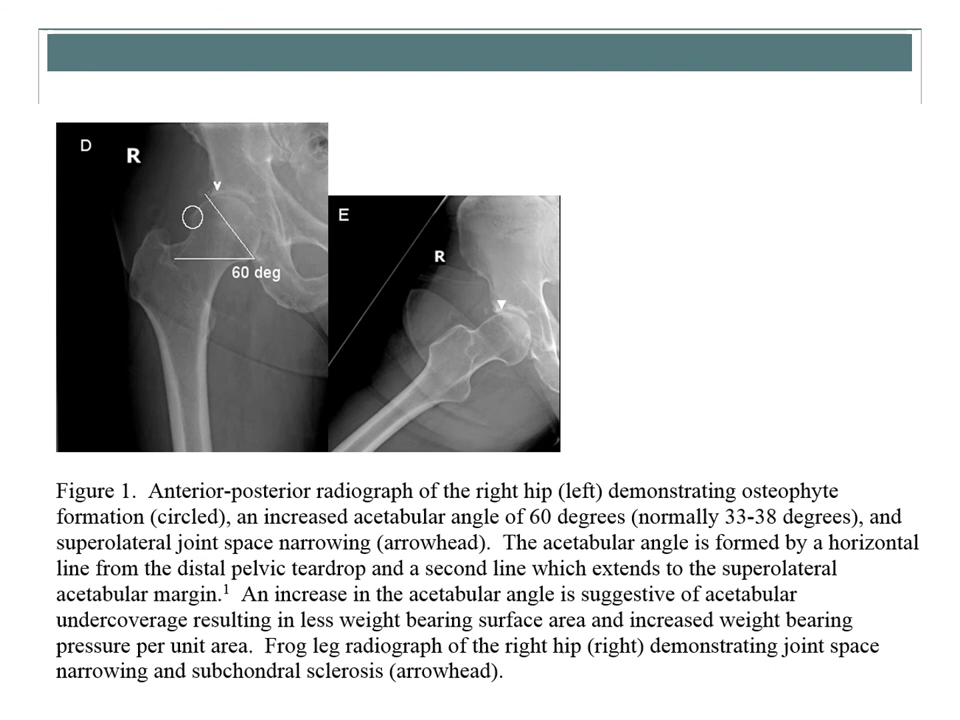 D
R
60 deg
E
R
Figure 1.  Anterior-posterior radiograph of the right hip (left) demonstrating osteophyte
formation (circled), an increased acetabular angle of 60 degrees (normally 33-38 degrees), and
superolateral joint space narrowing (arrowhead).  The acetabular angle is formed by a horizontal
line from the distal pelvic teardrop and a second line which extends to the superolateral
acetabular margin.¹  An increase in the acetabular angle is suggestive of acetabular
undercoverage resulting in less weight bearing surface area and increased weight bearing
pressure per unit area.  Frog leg radiograph of the right hip (right) demonstrating joint space
narrowing and subchondral sclerosis (arrowhead).